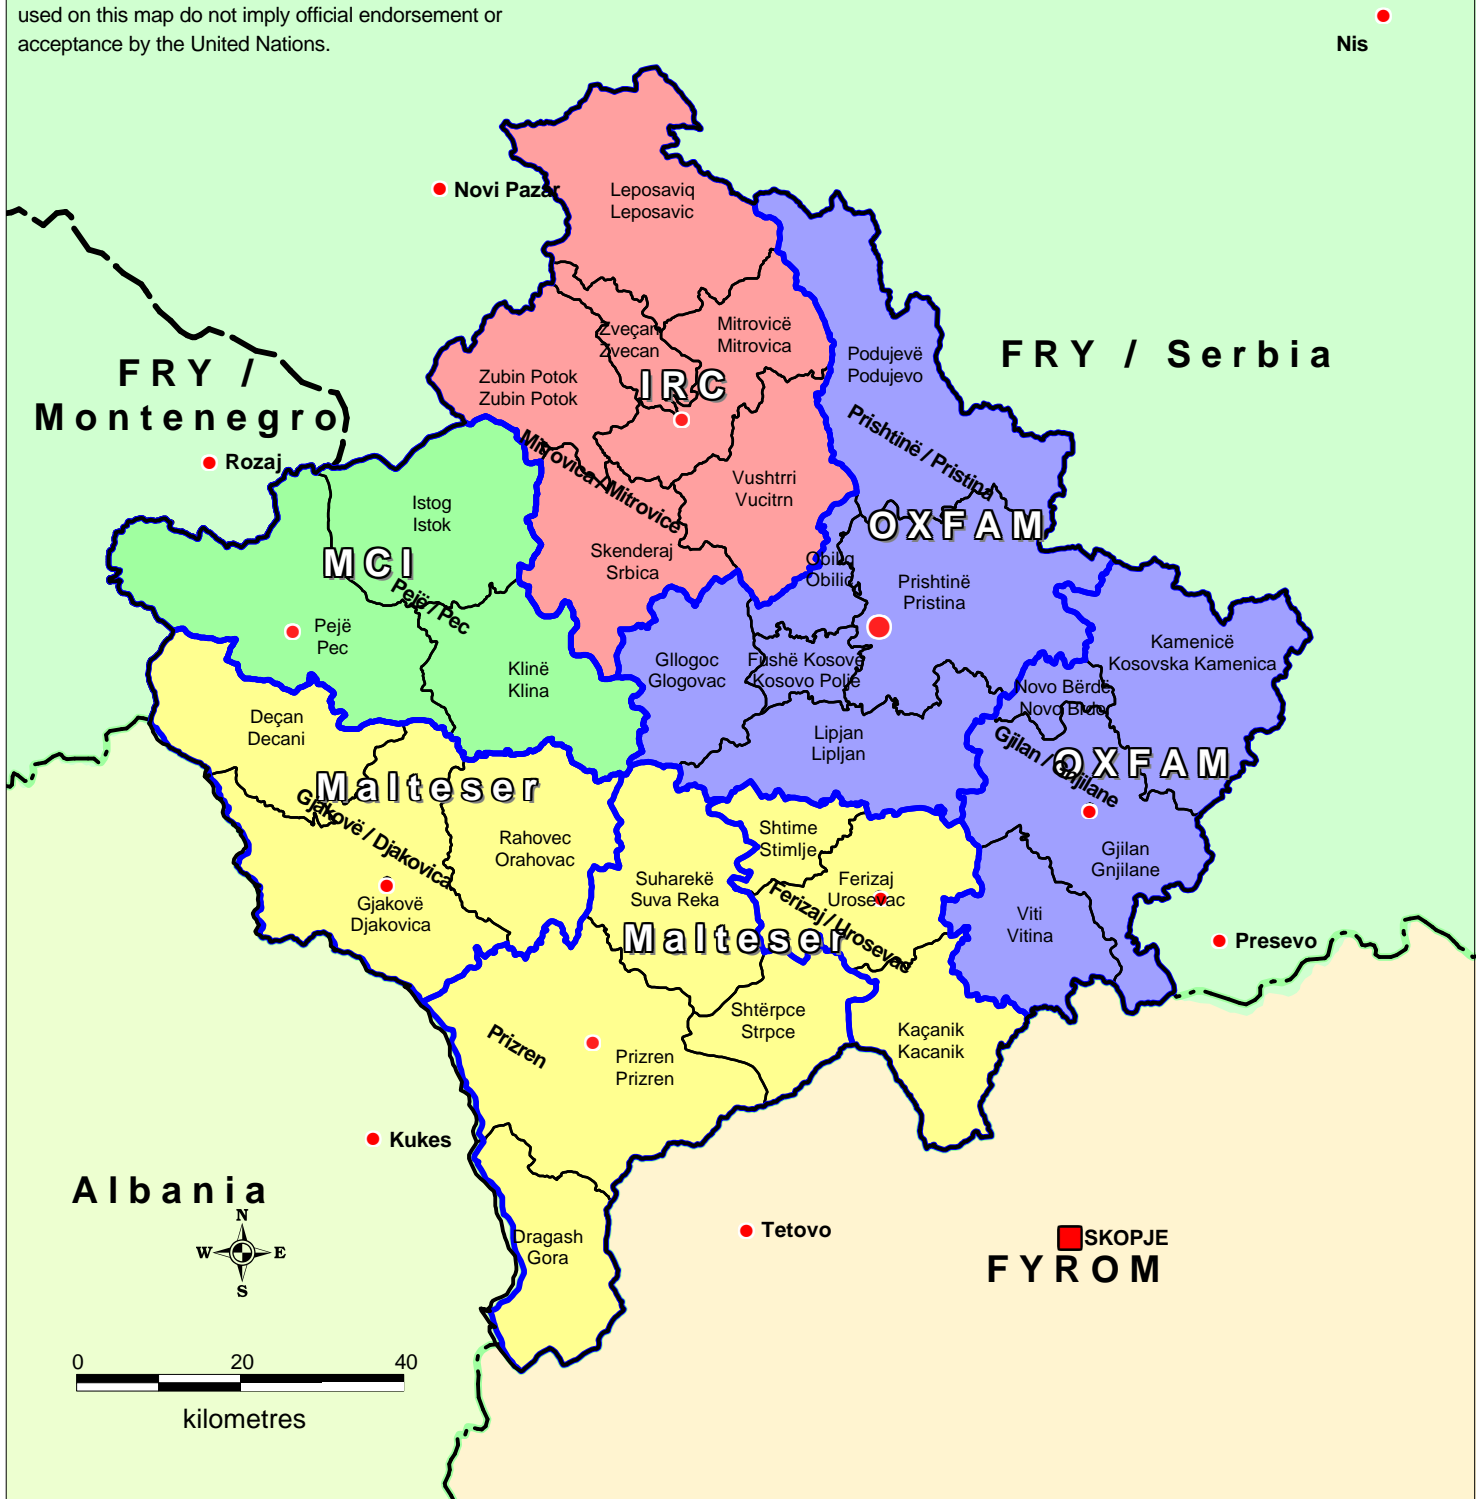 used on this map do not imply official endorsement or
acceptance by the United Nations.
Nis
Novi Pazar
Leposaviq
Leposavic
Zveçan
Zvecan
Mitrovicë
Mitrovica
FRY / Serbia
Podujevë
Podujevo
FRY /
Montenegro
Zubin Potok
Zubin Potok
IRC
Prishtinë / Pristina
Mitrovica / Mitrovicë
Rozaj
Vushtrri
Vucitrn
Istog
Istok
OXFAM
MCI
Skenderaj
Srbica
Obiliq
Obilic
Prishtinë
Pristina
Pejë / Pec
Pejë
Pec
Kamenicë
Kosovska Kamenica
Gllogoc
Glogovac
Fushë Kosovë
Kosovo Polje
Klinë
Klina
Novo Bërdë
Novo Brdo
Deçan
Decani
Lipjan
Lipljan
Gjilan / Gnjilane
OXFAM
Malteser
Gjakovë / Djakovica
Rahovec
Orahovac
Shtime
Stimlje
Gjilan
Gnjilane
Suharekë
Suva Reka
Ferizaj
Urosevac
Ferizaj / Urosevac
Gjakovë
Djakovica
Viti
Vitina
Malteser
Presevo
Shtërpce
Strpce
Kaçanik
Kacanik
Prizren
Prizren
Prizren
Kukes
Albania
N
W E
S
Dragash
Gora
Tetovo
SKOPJE
FYROM
0 20 40
kilometres